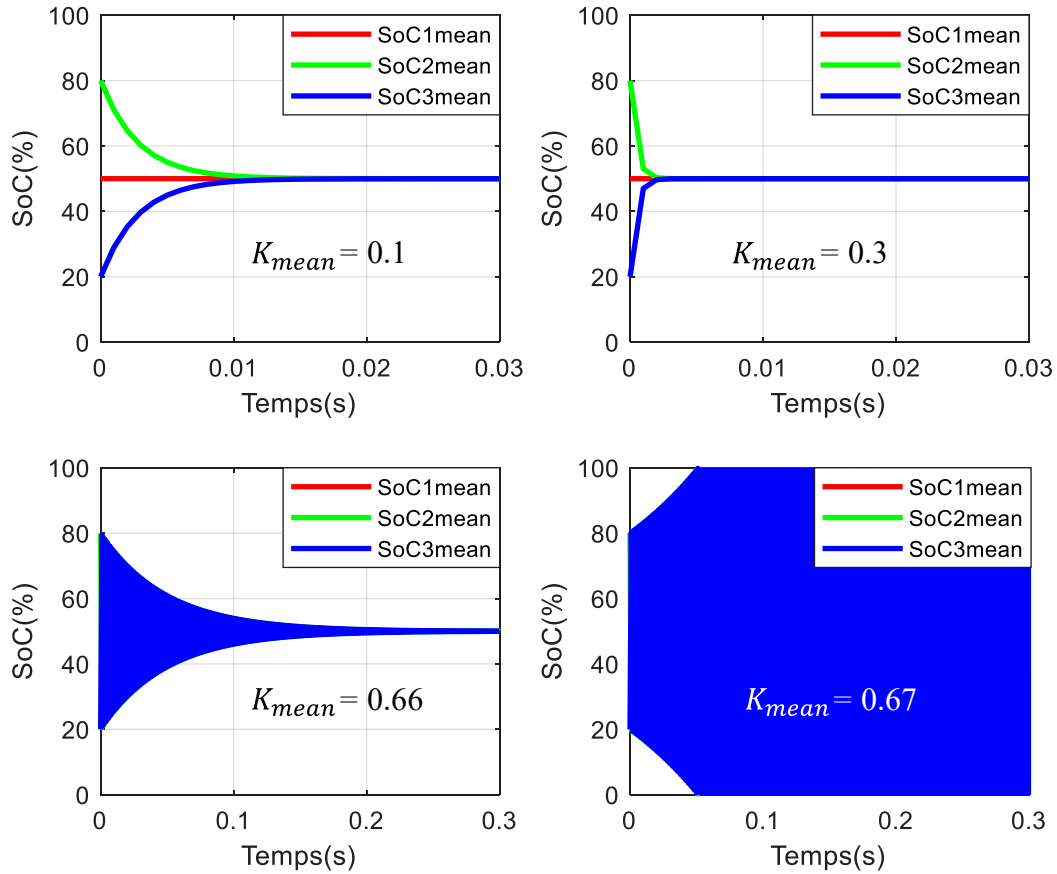 100
80
60
40
20
0
SoC(%)
SoC1mean
SoC2mean
SoC3mean
K_mean = 0.1
0
0.01
0.02
0.03
Temps(s)
100
80
60
40
20
0
SoC(%)
SoC1mean
SoC2mean
SoC3mean
K_mean = 0.3
0
0.01
0.02
0.03
Temps(s)
100
80
60
40
20
0
SoC(%)
SoC1mean
SoC2mean
SoC3mean
K_mean = 0.66
0
0.1
0.2
0.3
Temps(s)
100
80
60
40
20
0
SoC(%)
SoC1mean
SoC2mean
SoC3mean
K_mean = 0.67
0
0.1
0.2
0.3
Temps(s)